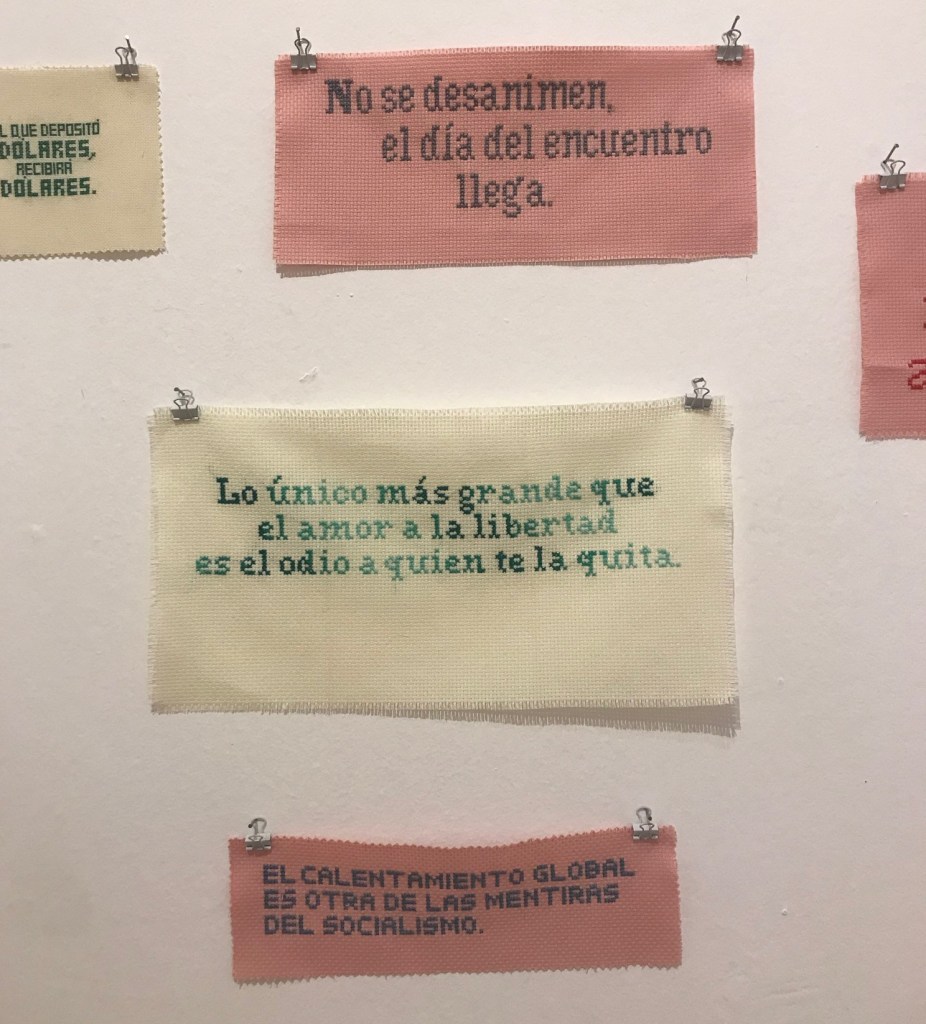 L QUE DEPOSITÓ
DÓLARES,
RECIBIRÁ
DÓLARES.
No se desanimen,
el día del encuentro
llega.
Lo único más grande que
el amor a la libertad
es el odio a quien te la quita.
EL CALENTAMIENTO GLOBAL
ES OTRA DE LAS MENTIRAS
DEL SOCIALISMO.